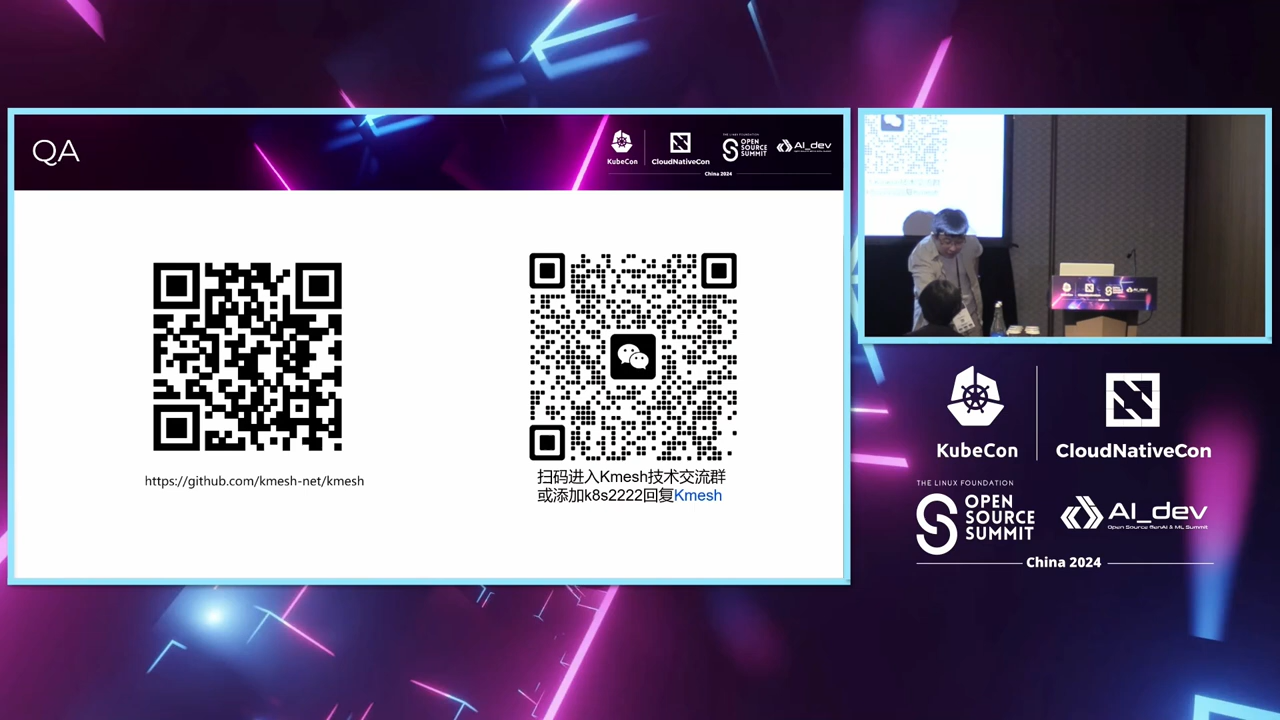 QA
KubeCon
CloudNativeCon
THE LINUX FOUNDATION
OPEN
SOURCE
SUMMIT
AI_dev
China 2024
https://github.com/kmesh-net/kmesh
扫码进入Kmesh技术交流群
或添加k8s2222回复Kmesh
KubeCon
CloudNativeCon
THE LINUX FOUNDATION
OPEN
SOURCE
SUMMIT
AI_dev
Open Source GenAI & ML Summit
China 2024